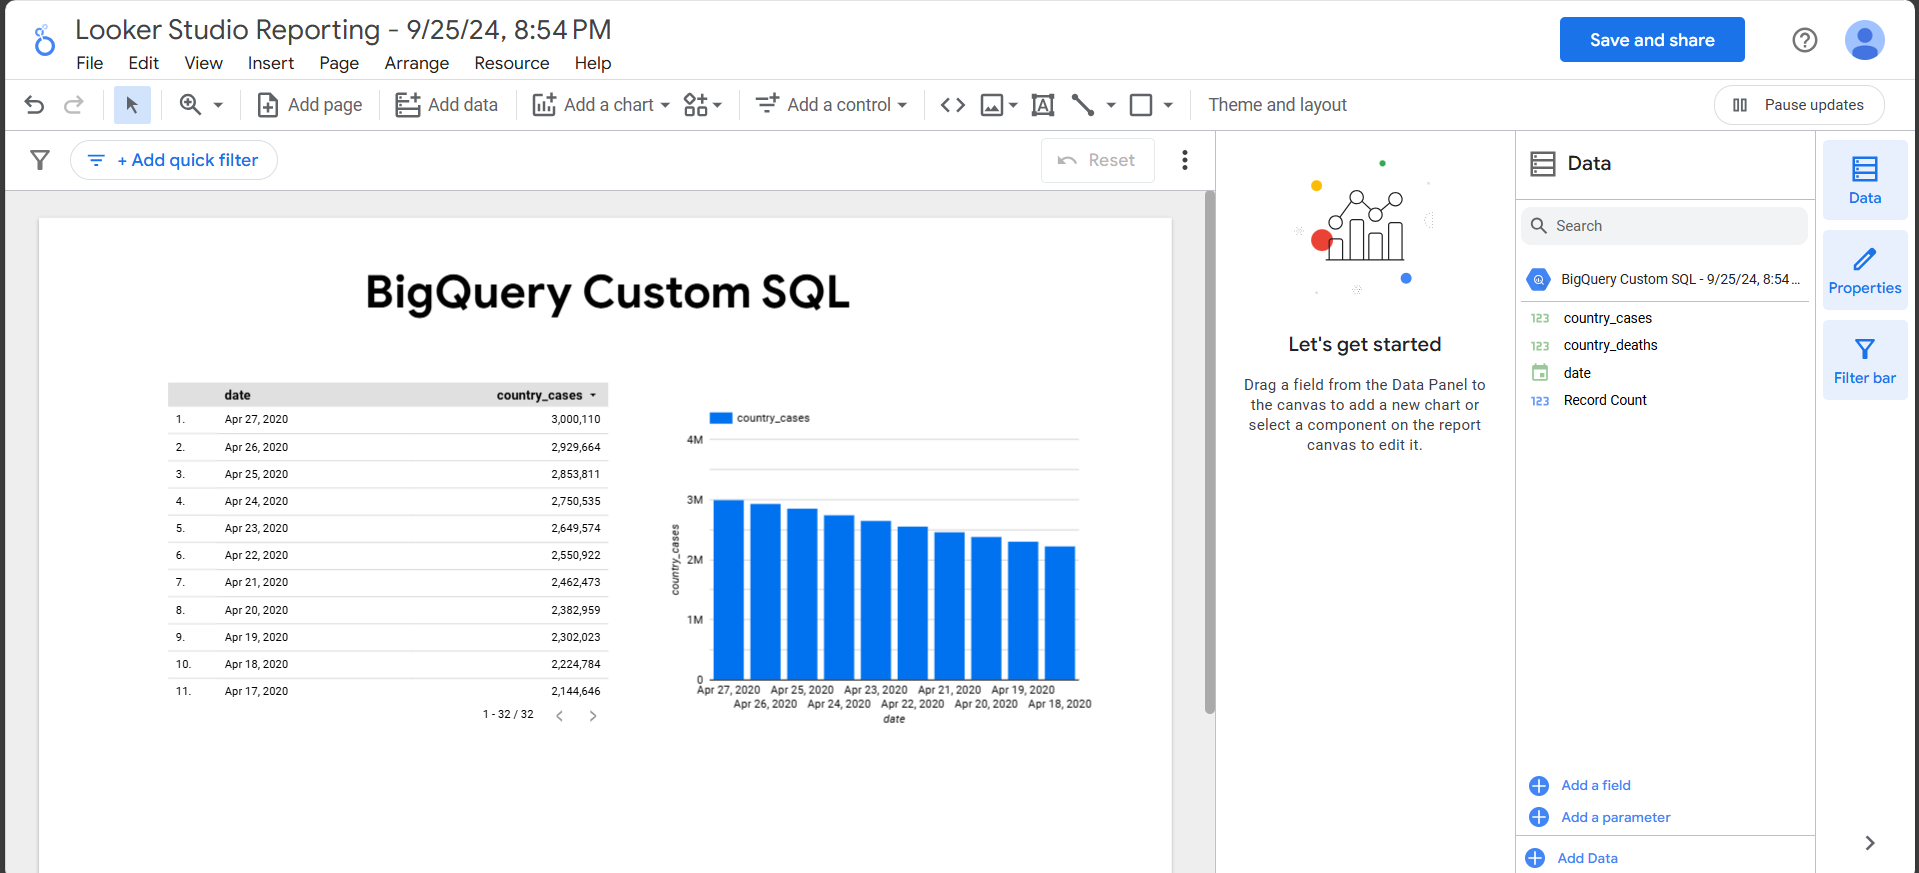 Looker Studio Reporting - 9/25/24, 8:54 PM
File Edit View Insert Page Arrange Resource Help
Save and share
Add page Add data Add a chart Add a control Theme and layout Pause updates
+ Add quick filter
Reset
BigQuery Custom SQL
date country_cases
1. Apr 27, 2020 3,000,110
2. Apr 26, 2020 2,929,664
3. Apr 25, 2020 2,853,811
4. Apr 24, 2020 2,750,535
5. Apr 23, 2020 2,649,574
6. Apr 22, 2020 2,550,922
7. Apr 21, 2020 2,462,473
8. Apr 20, 2020 2,382,959
9. Apr 19, 2020 2,302,023
10. Apr 18, 2020 2,224,784
11. Apr 17, 2020 2,144,646
1 - 32 / 32
country_cases
4M
3M
2M
1M
0
country_cases
Apr 27, 2020 Apr 25, 2020 Apr 23, 2020 Apr 21, 2020 Apr 19, 2020
Apr 26, 2020 Apr 24, 2020 Apr 22, 2020 Apr 20, 2020 Apr 18, 2020
date
Let's get started
Drag a field from the Data Panel to
the canvas to add a new chart or
select a component on the report
canvas to edit it.
Data
Search
BigQuery Custom SQL - 9/25/24, 8:54 ...
123 country_cases
123 country_deaths
date
123 Record Count
Add a field
Add a parameter
Add Data
Data
Properties
Filter bar